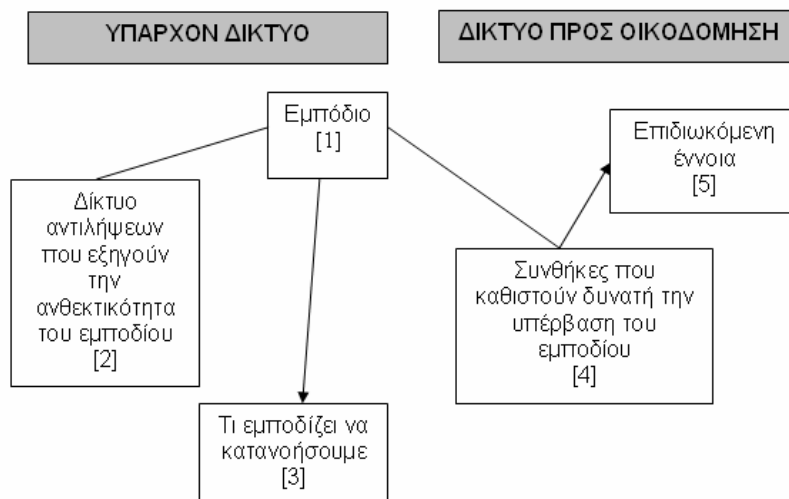 ΥΠΑΡΧΟΝ ΔΙΚΤΥΟ
ΔΙΚΤΥΟ ΠΡΟΣ ΟΙΚΟΔΟΜΗΣΗ
Εμπόδιο
[1]
Δίκτυο
αντιλήψεων
που εξηγούν
την
ανθεκτικότητα
του εμποδίου
[2]
Τι εμποδίζει να
κατανοήσουμε
[3]
Συνθήκες που
καθιστούν δυνατή την
υπέρβαση του
εμποδίου
[4]
Επιδιωκόμενη
έννοια
[5]